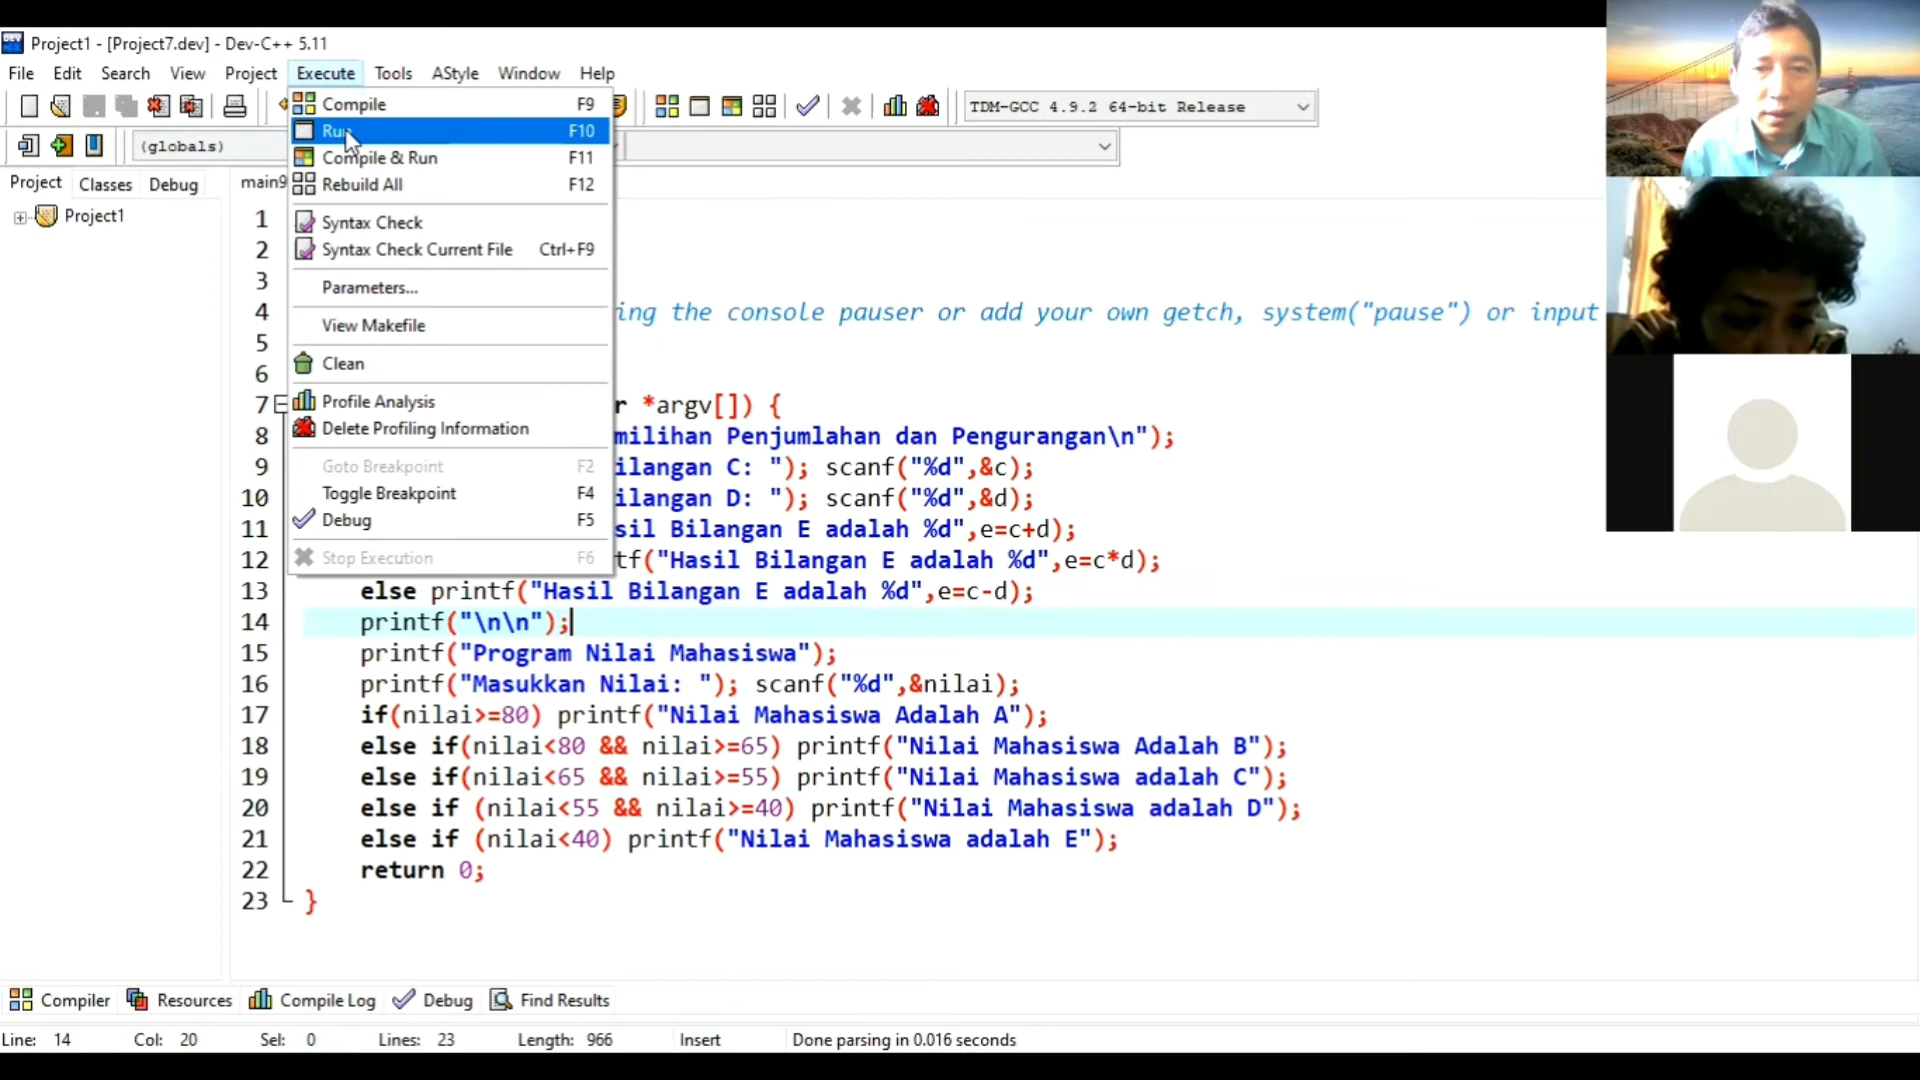 Project1 - [Project7.dev] - Dev-C++ 5.11
File Edit Search View Project Execute Tools AStyle Window Help
TDM-GCC 4.9.2 64-bit Release
(globals)
Compile F9
Run F10
Compile & Run F11
Rebuild All F12
Syntax Check
Syntax Check Current File Ctrl+F9
Parameters...
View Makefile
Clean
Profile Analysis
Delete Profiling Information
Goto Breakpoint F2
Toggle Breakpoint F4
Debug F5
Stop Execution F6
Project Classes Debug
Project1
1
2
3
4 ing the console pauser or add your own getch, system("pause") or input
5
6
7 r *argv[]) {
8 milihan Penjumlahan dan Pengurangan\n");
9 ilangan C: "); scanf("%d",&c);
10 ilangan D: "); scanf("%d",&d);
11 sil Bilangan E adalah %d",e=c+d);
12 tf("Hasil Bilangan E adalah %d",e=c*d);
13 else printf("Hasil Bilangan E adalah %d",e=c-d);
14 printf("\n\n");
15 printf("Program Nilai Mahasiswa");
16 printf("Masukkan Nilai: "); scanf("%d",&nilai);
17 if(nilai>=80) printf("Nilai Mahasiswa Adalah A");
18 else if(nilai<80 && nilai>=65) printf("Nilai Mahasiswa Adalah B");
19 else if(nilai<65 && nilai>=55) printf("Nilai Mahasiswa adalah C");
20 else if (nilai<55 && nilai>=40) printf("Nilai Mahasiswa adalah D");
21 else if (nilai<40) printf("Nilai Mahasiswa adalah E");
22 return 0;
23 }
Compiler Resources Compile Log Debug Find Results
Line: 14 Col: 20 Sel: 0 Lines: 23 Length: 966 Insert Done parsing in 0.016 seconds